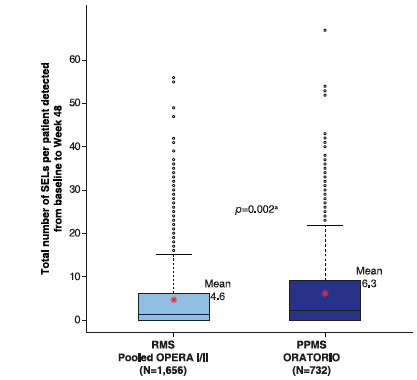 Total number of SELs per patient detected
from baseline to Week 48
60
50
40
30
20
10
0
p=0.002ᵃ
Mean
4.6
Mean
6.3
RMS
Pooled OPERA I/II
(N=1,656)
PPMS
ORATORIO
(N=732)